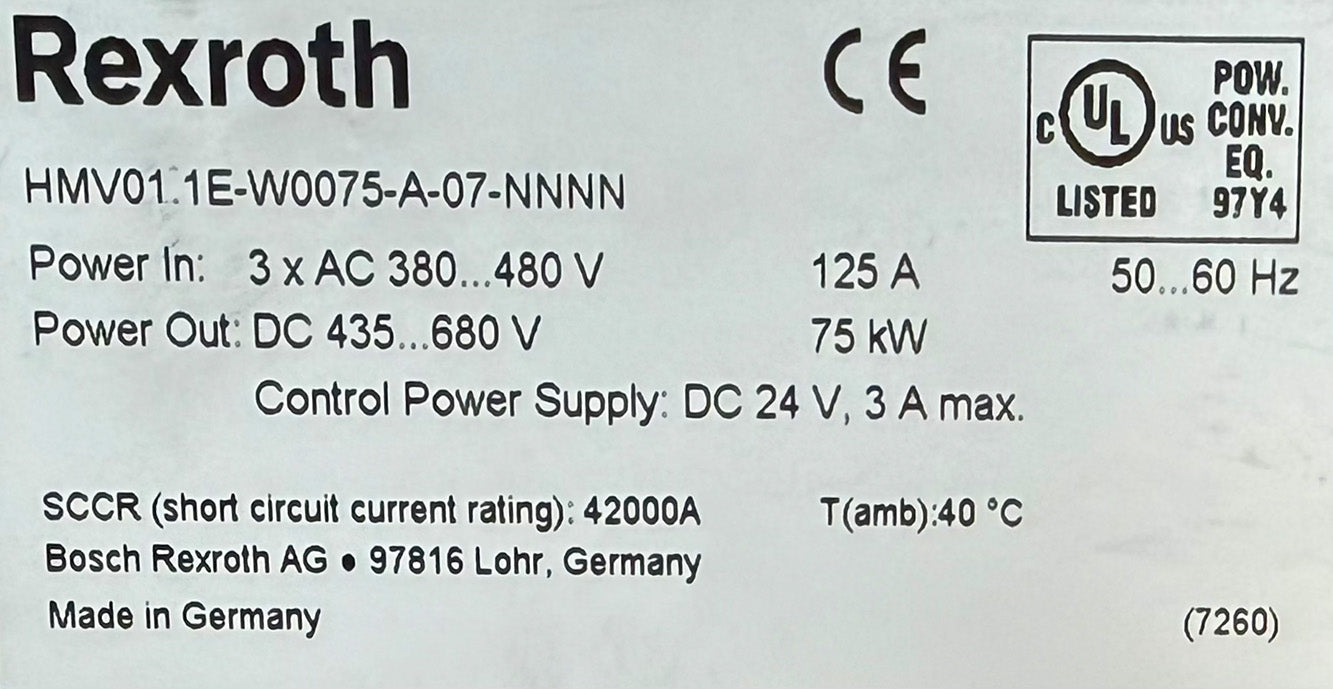 Rexroth
CE
C UL US
LISTED
POW.
CONV.
EQ.
97Y4
HMV01.1E-W0075-A-07-NNNN
Power In: 3 x AC 380...480 V 125 A 50...60 Hz
Power Out: DC 435...680 V 75 kW
Control Power Supply: DC 24 V, 3 A max.
SCCR (short circuit current rating): 42000A T(amb):40 °C
Bosch Rexroth AG • 97816 Lohr, Germany
Made in Germany (7260)